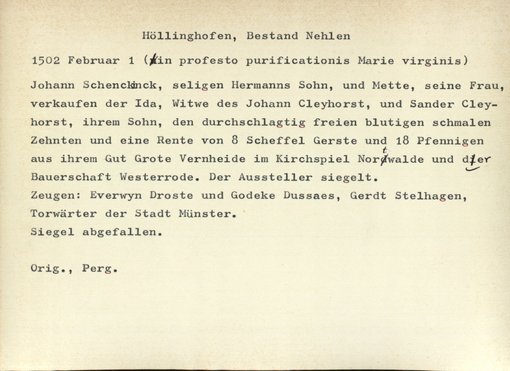 Höllinghofen, Bestand Nehlen
1502 Februar 1 (in profesto purificationis Marie virginis)
Johann Schenckinck, seligen Hermanns Sohn, und Mette, seine Frau,
verkaufen der Ida, Witwe des Johann Cleyhorst, und Sander Cley-
horst, ihrem Sohn, den durchschlagtig freien blutigen schmalen
Zehnten und eine Rente von 8 Scheffel Gerste und 18 Pfennigen
aus ihrem Gut Grote Vernheide im Kirchspiel Nortwalde und der
Bauerschaft Westerrode. Der Aussteller siegelt.
Zeugen: Everwyn Droste und Godeke Dussaes, Gerdt Stelhagen,
Torwärter der Stadt Münster.
Siegel abgefallen.
Orig., Perg.